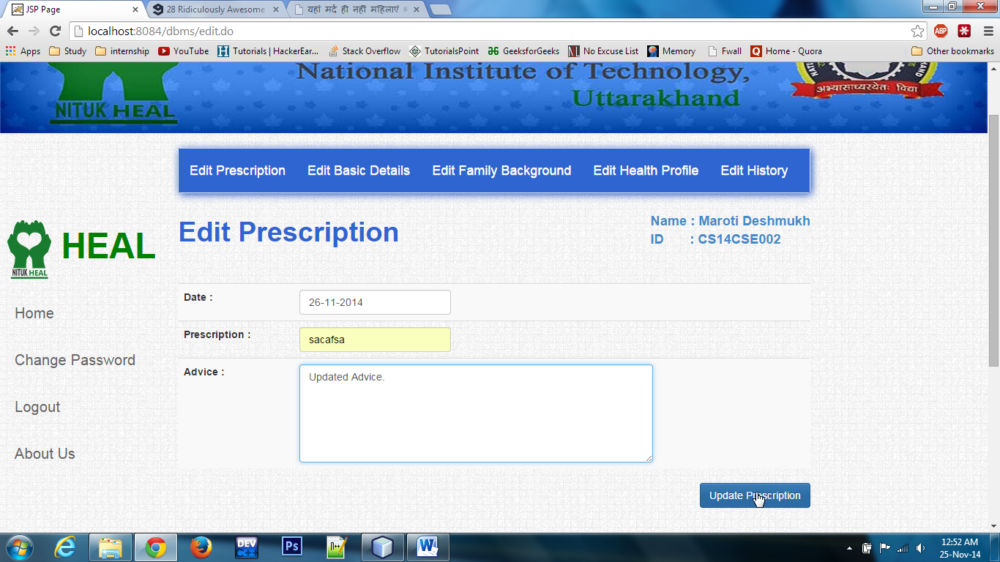 JSP Page
28 Ridiculously Awesome
यहां मर्द ही नहीं महिलाएं
localhost:8084/dbms/edit.do
ABP
Apps
Study
internship
YouTube
Tutorials | HackerEar...
Stack Overflow
TutorialsPoint
GeeksforGeeks
No Excuse List
Memory
Fwall
Home - Quora
Other bookmarks
National Institute of Technology,
Uttarakhand
NITUK HEAL
अभ्यासाध्यरयेतः विद्या
Edit Prescription
Edit Basic Details
Edit Family Background
Edit Health Profile
Edit History
NITUK HEAL
HEAL
Home
Change Password
Logout
About Us
Edit Prescription
Name : Maroti Deshmukh
ID : CS14CSE002
Date :
26-11-2014
Prescription :
sacafsa
Advice :
Updated Advice.
Update Prescription
DEV
C++
Ps
12:52 AM
25-Nov-14